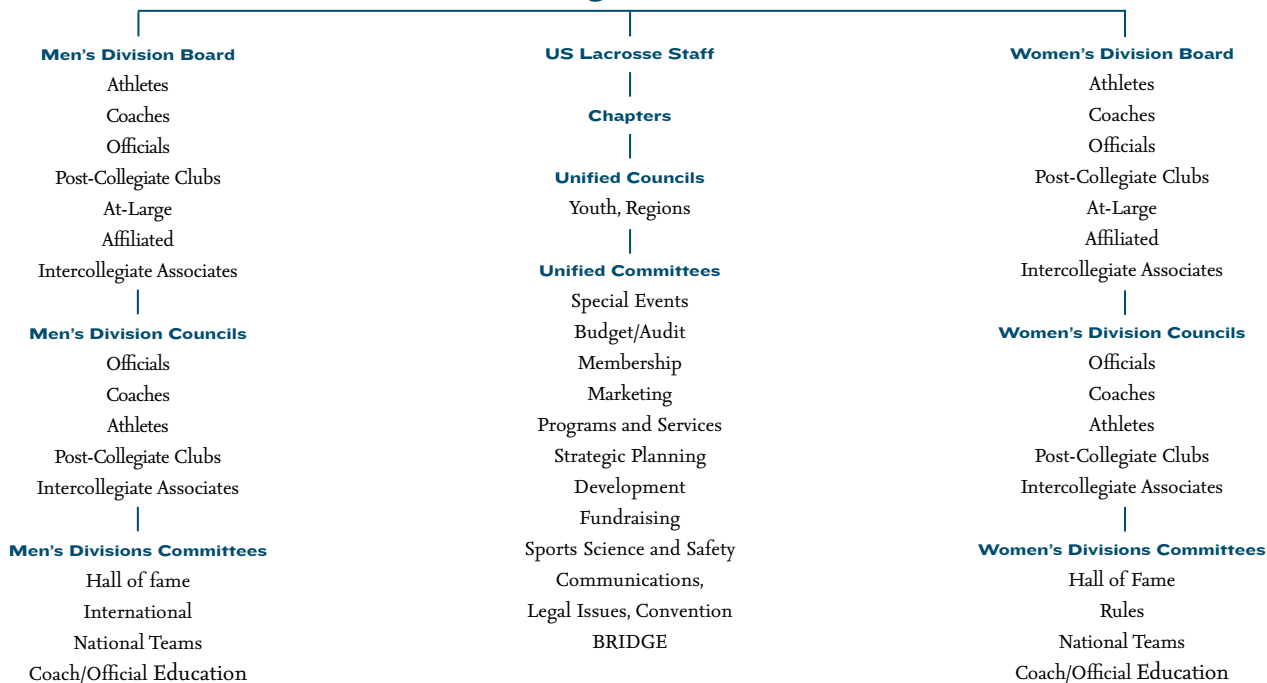 Men's Division Board
Athletes
Coaches
Officials
Post-Collegiate Clubs
At-Large
Affiliated
Intercollegiate Associates
Men's Division Councils
Officials
Coaches
Athletes
Post-Collegiate Clubs
Intercollegiate Associates
Men's Divisions Committees
Hall of fame
International
National Teams
Coach/Official Education
US Lacrosse Staff
Chapters
Unified Councils
Youth, Regions
Unified Committees
Special Events
Budget/Audit
Membership
Marketing
Programs and Services
Strategic Planning
Development
Fundraising
Sports Science and Safety
Communications,
Legal Issues, Convention
BRIDGE
Women's Division Board
Athletes
Coaches
Officials
Post-Collegiate Clubs
At-Large
Affiliated
Intercollegiate Associates
Women's Division Councils
Officials
Coaches
Athletes
Post-Collegiate Clubs
Intercollegiate Associates
Women's Divisions Committees
Hall of Fame
Rules
National Teams
Coach/Official Education